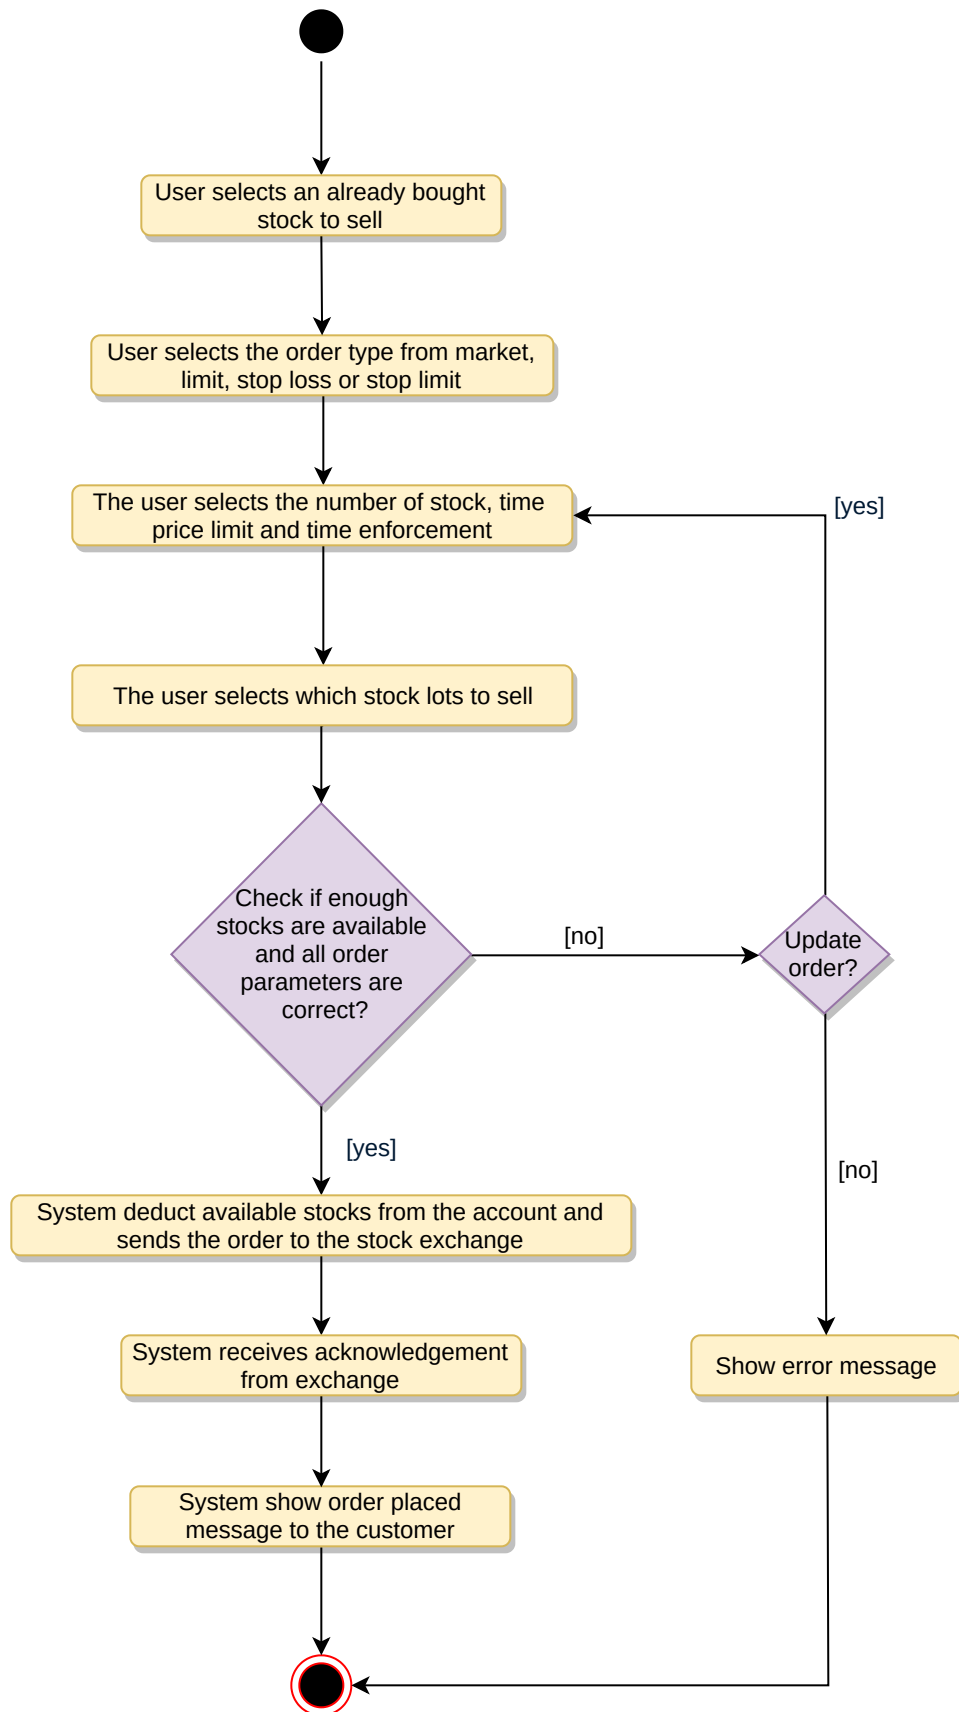 User selects an already bought
stock to sell
User selects the order type from market,
limit, stop loss or stop limit
The user selects the number of stock, time
price limit and time enforcement
[yes]
The user selects which stock lots to sell
Check if enough
stocks are available
and all order
parameters are
correct?
[no]
Update
order?
[yes]
[no]
System deduct available stocks from the account and
sends the order to the stock exchange
System receives acknowledgement
from exchange
Show error message
System show order placed
message to the customer